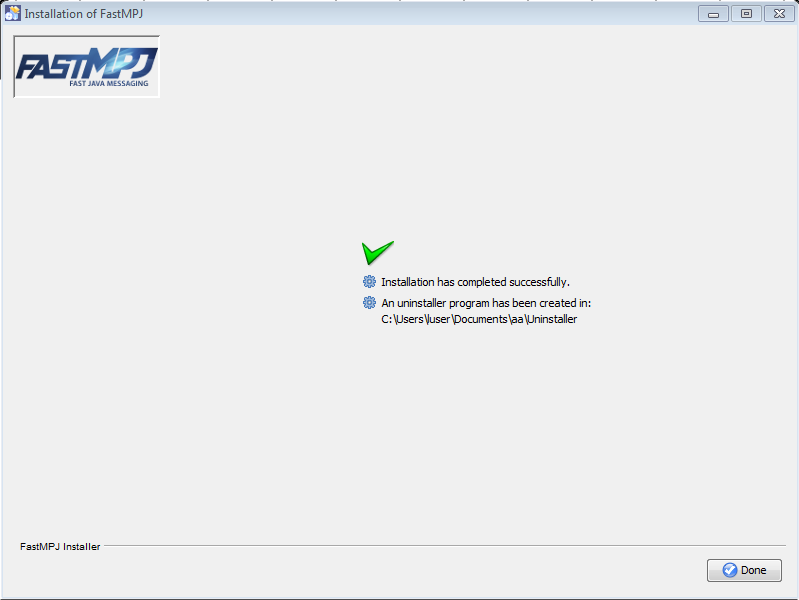 Installation of FastMPJ
FASTMPJ
FAST JAVA MESSAGING
Installation has completed successfully.
An uninstaller program has been created in:
C:\Users\luser\Documents\aa\Uninstaller
FastMPJ Installer
Done